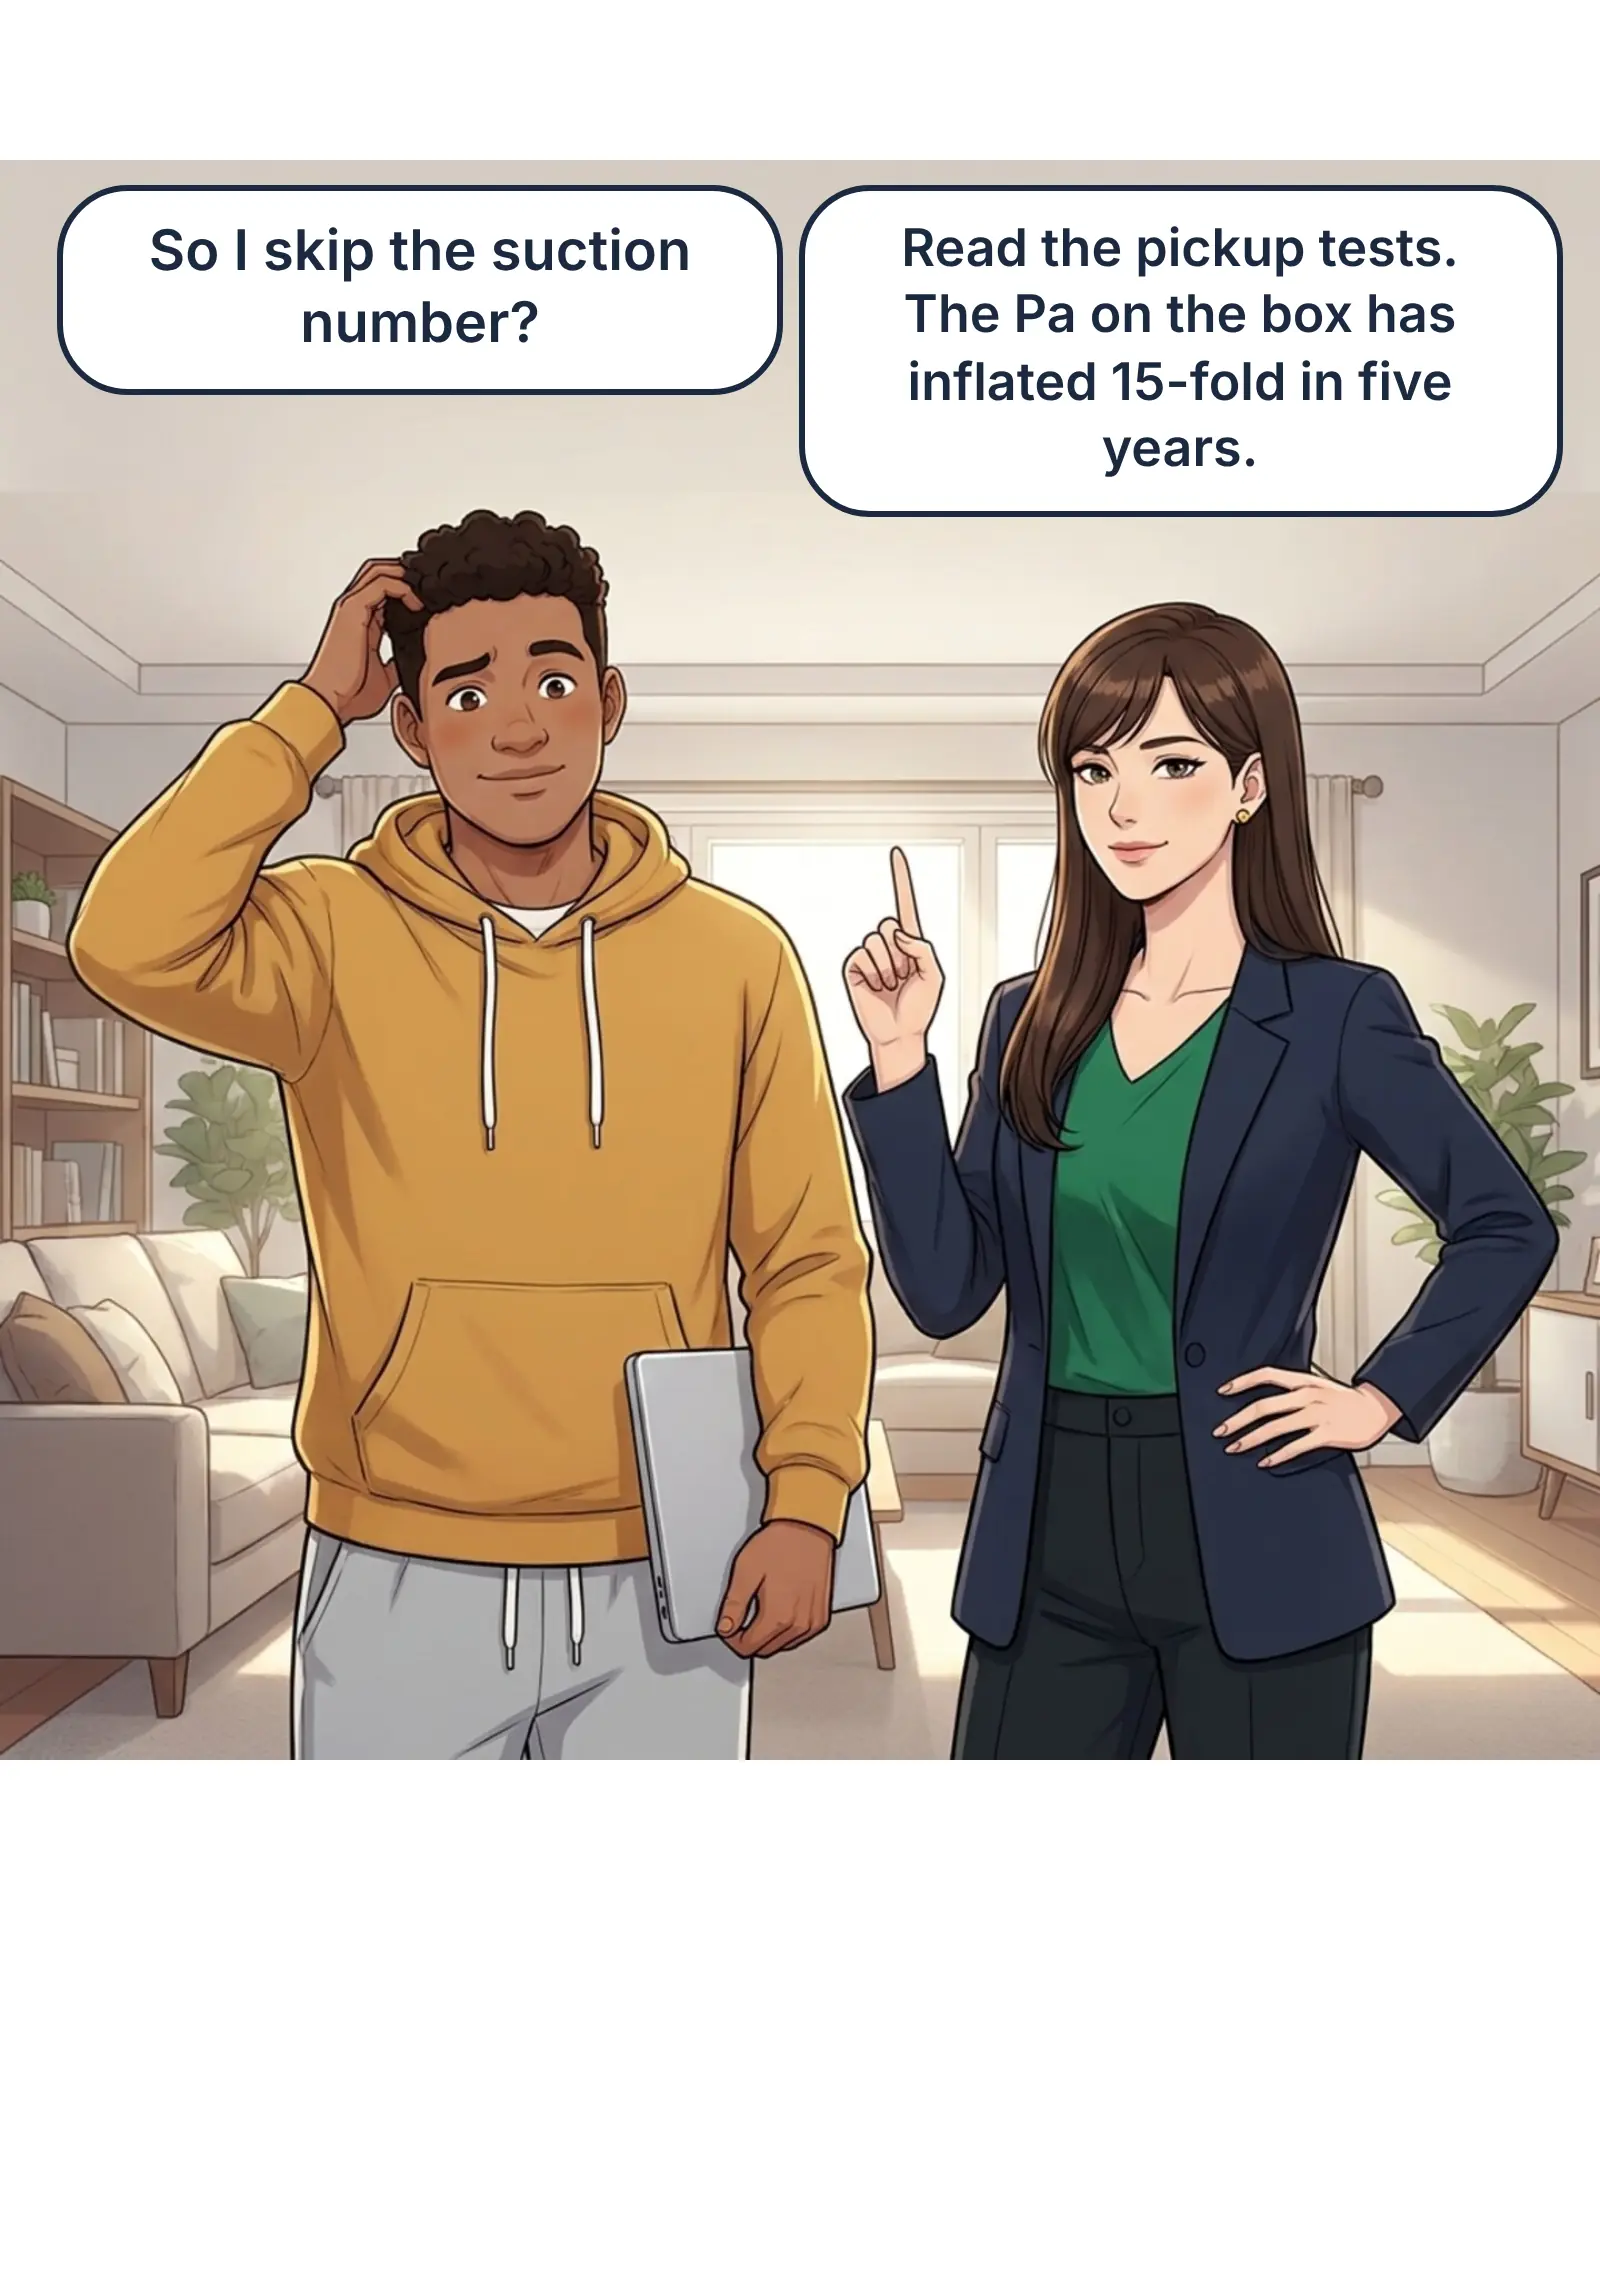 So I skip the suction
number?
Read the pickup tests.
The Pa on the box has
inflated 15-fold in five
years.